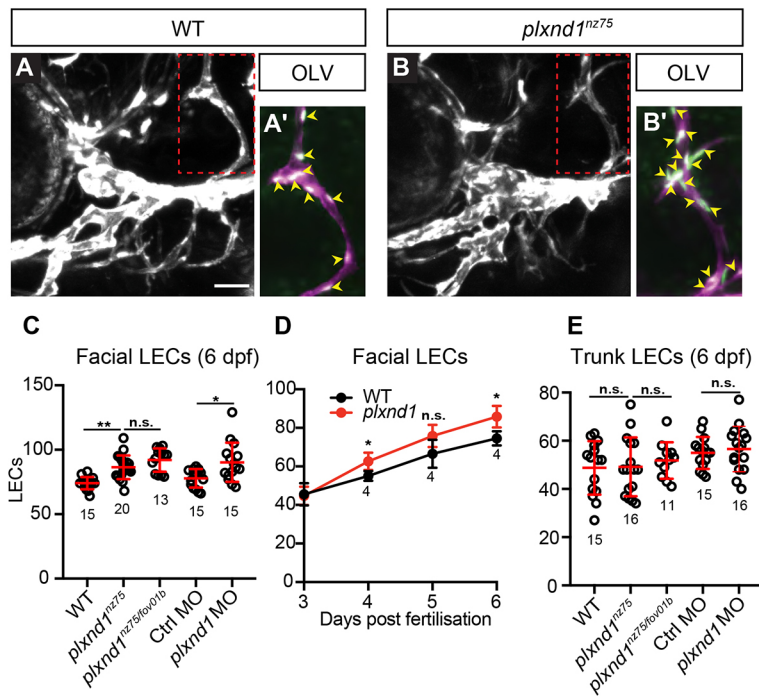 WT
plxnd1nz75
A
OLV
A'
B
OLV
B'
C
Facial LECs (6 dpf)
LECs
150
100
50
0
**
n.s.
*
15
20
13
15
15
WT
plxnd1nz75
plxnd1nz75/fov01b
Ctrl MO
plxnd1 MO
D
Facial LECs
WT
plxnd1
100
80
60
40
20
0
*
n.s.
*
4
4
4
3
4
5
6
Days post fertilisation
E
Trunk LECs (6 dpf)
80
60
40
20
0
n.s.
n.s.
n.s.
15
16
11
15
16
WT
plxnd1nz75
plxnd1nz75/fov01b
Ctrl MO
plxnd1 MO